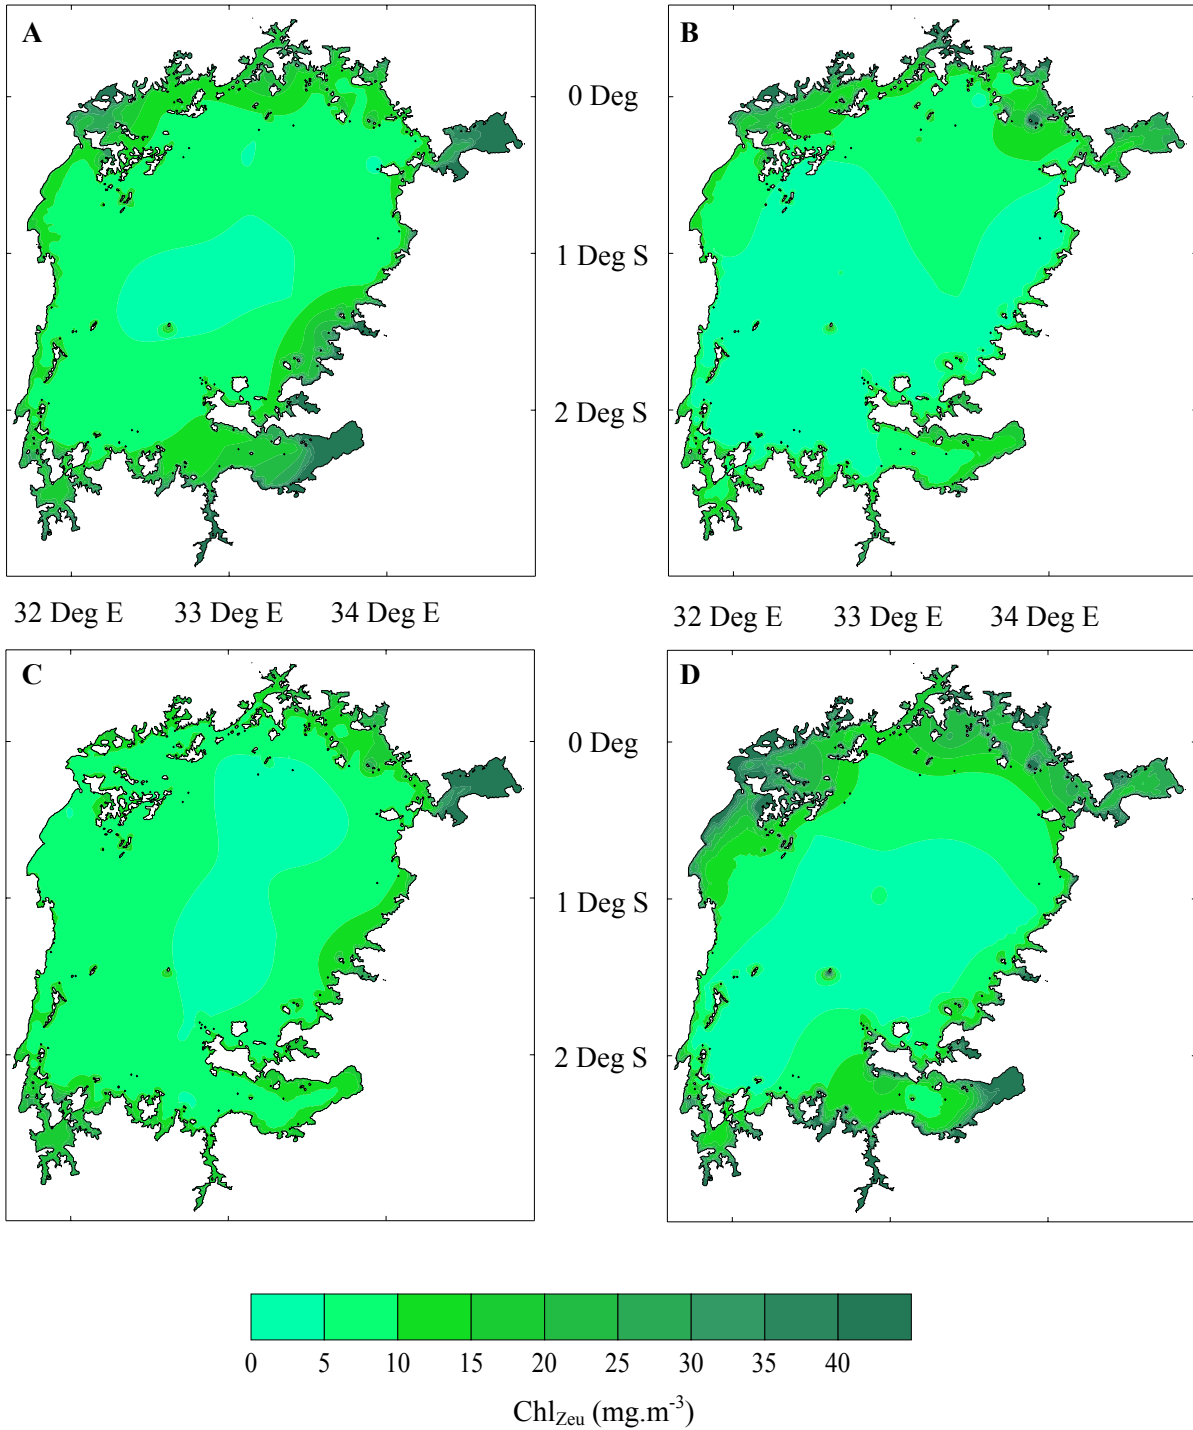 A
B
0 Deg
1 Deg S
2 Deg S
32 Deg E 33 Deg E 34 Deg E
32 Deg E 33 Deg E 34 Deg E
C
D
0 Deg
1 Deg S
2 Deg S
0 5 10 15 20 25 30 35 40
Chl_Zeu (mg.m⁻³)